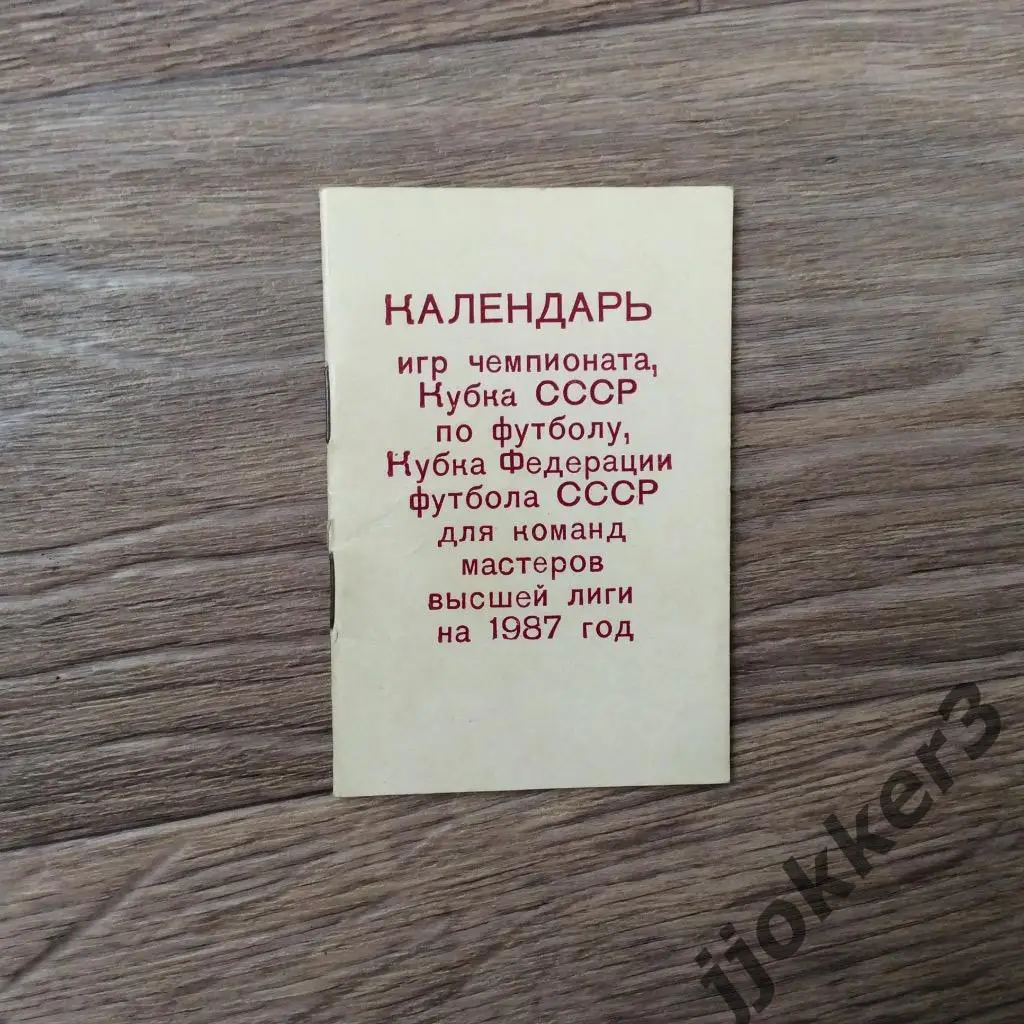 КАЛЕНДАРЬ
игр чемпионата,
Кубка СССР
по футболу,
Кубка Федерации
футбола СССР
для команд
мастеров
высшей лиги
на 1987 год
jjokker3